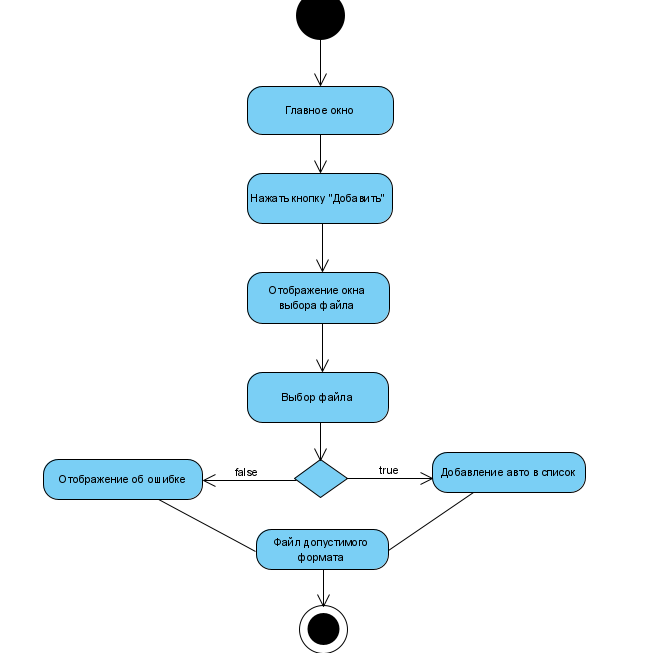 Главное окно
Нажать кнопку "Добавить"
Отображение окна
выбора файла
Выбор файла
false
true
Отображение об ошибке
Добавление авто в список
Файл допустимого
формата